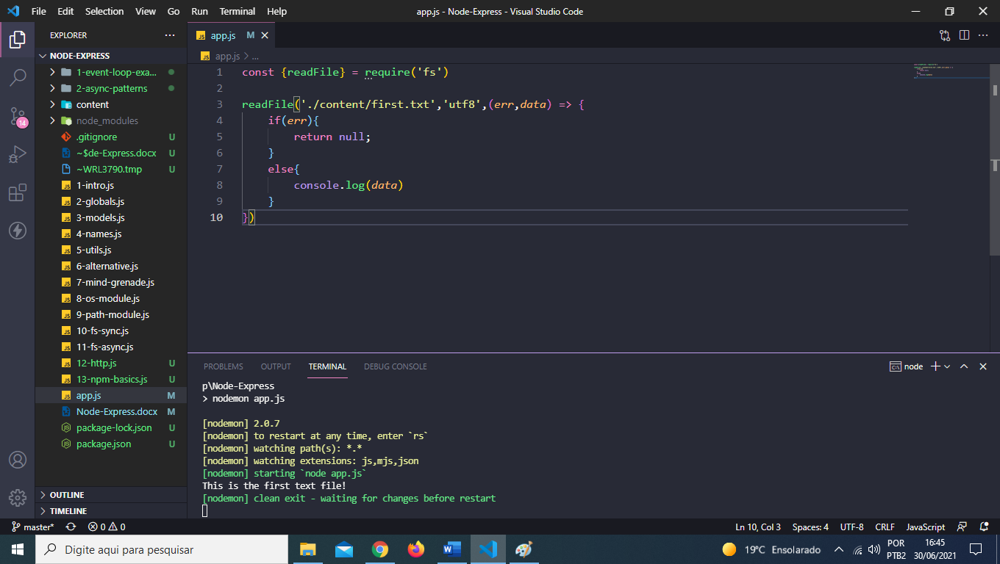 File Edit Selection View Go Run Terminal Help
app.js - Node-Express - Visual Studio Code
EXPLORER
NODE-EXPRESS
1-event-loop-exa...
2-async-patterns
content
node_modules
.gitignore U
~$de-Express.docx U
~WRL3790.tmp U
1-intro.js
2-globals.js
3-models.js
4-names.js
5-utils.js
6-alternative.js
7-mind-grenade.js
8-os-module.js
9-path-module.js
10-fs-sync.js
11-fs-async.js
12-http.js U
13-npm-basics.js U
app.js M
Node-Express.docx M
package-lock.json U
package.json U
OUTLINE
TIMELINE
14
JS app.js M
JS app.js > ...
1 const {readFile} = require('fs')
2
3 readFile('./content/first.txt','utf8',(err,data) => {
4 if(err){
5 return null;
6 }
7 else{
8 console.log(data)
9 }
10 })
PROBLEMS OUTPUT TERMINAL DEBUG CONSOLE
node
p\Node-Express
> nodemon app.js
[nodemon] 2.0.7
[nodemon] to restart at any time, enter `rs`
[nodemon] watching path(s): *.*
[nodemon] watching extensions: js,mjs,json
[nodemon] starting `node app.js`
This is the first text file!
[nodemon] clean exit - waiting for changes before restart
master* 0 0
Ln 10, Col 3 Spaces: 4 UTF-8 CRLF JavaScript
Digite aqui para pesquisar
19°C Ensolarado
POR
PTB2
16:45
30/06/2021